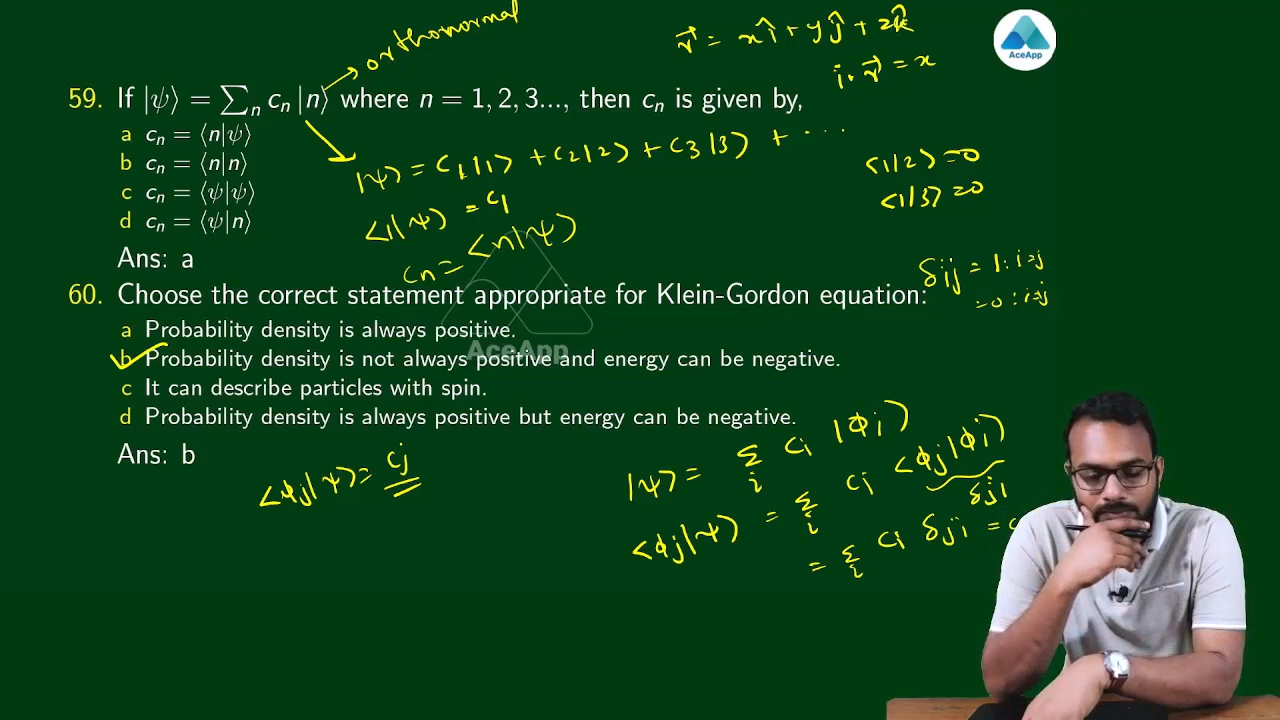 orthonormal
r⃗ = xî + yĵ + zk̂
i · r⃗ = x
AceApp
59. If |ψ⟩ = ∑ₙ cₙ |n⟩ where n = 1, 2, 3..., then cₙ is given by,
a cₙ = ⟨n|ψ⟩
b cₙ = ⟨n|n⟩
c cₙ = ⟨ψ|ψ⟩
d cₙ = ⟨ψ|n⟩
Ans: a
|ψ⟩ = C₁|1⟩ + C₂|2⟩ + C₃|3⟩ + ...
⟨1|2⟩ = 0
⟨1|3⟩ = 0
⟨1|ψ⟩ = C₁
Cn = ⟨n|ψ⟩
δij = 1 : i=j
= 0 : i≠j
60. Choose the correct statement appropriate for Klein-Gordon equation:
a Probability density is always positive.
b Probability density is not always positive and energy can be negative.
c It can describe particles with spin.
d Probability density is always positive but energy can be negative.
Ans: b
AceApp
⟨ϕj|ψ⟩ = Cj
|ψ⟩ = Σi Ci |ϕi⟩
⟨ϕj|ψ⟩ = Σi Ci ⟨ϕj|ϕi⟩
δji
= Σi Ci δji = C